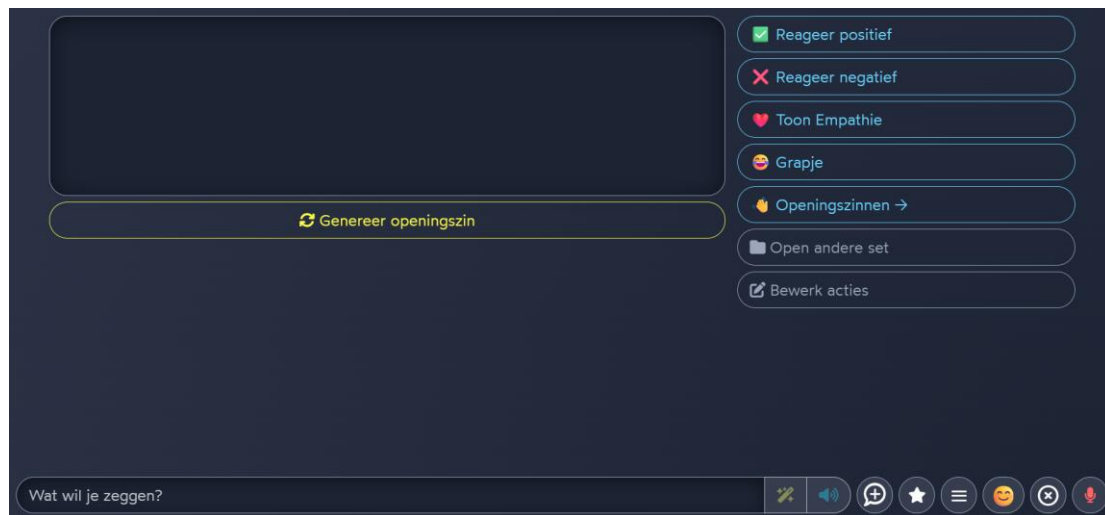 Reageer positief
Reageer negatief
Toon Empathie
Grapje
Genereer openingszin
Openingszinnen →
Open andere set
Bewerk acties
Wat wil je zeggen?